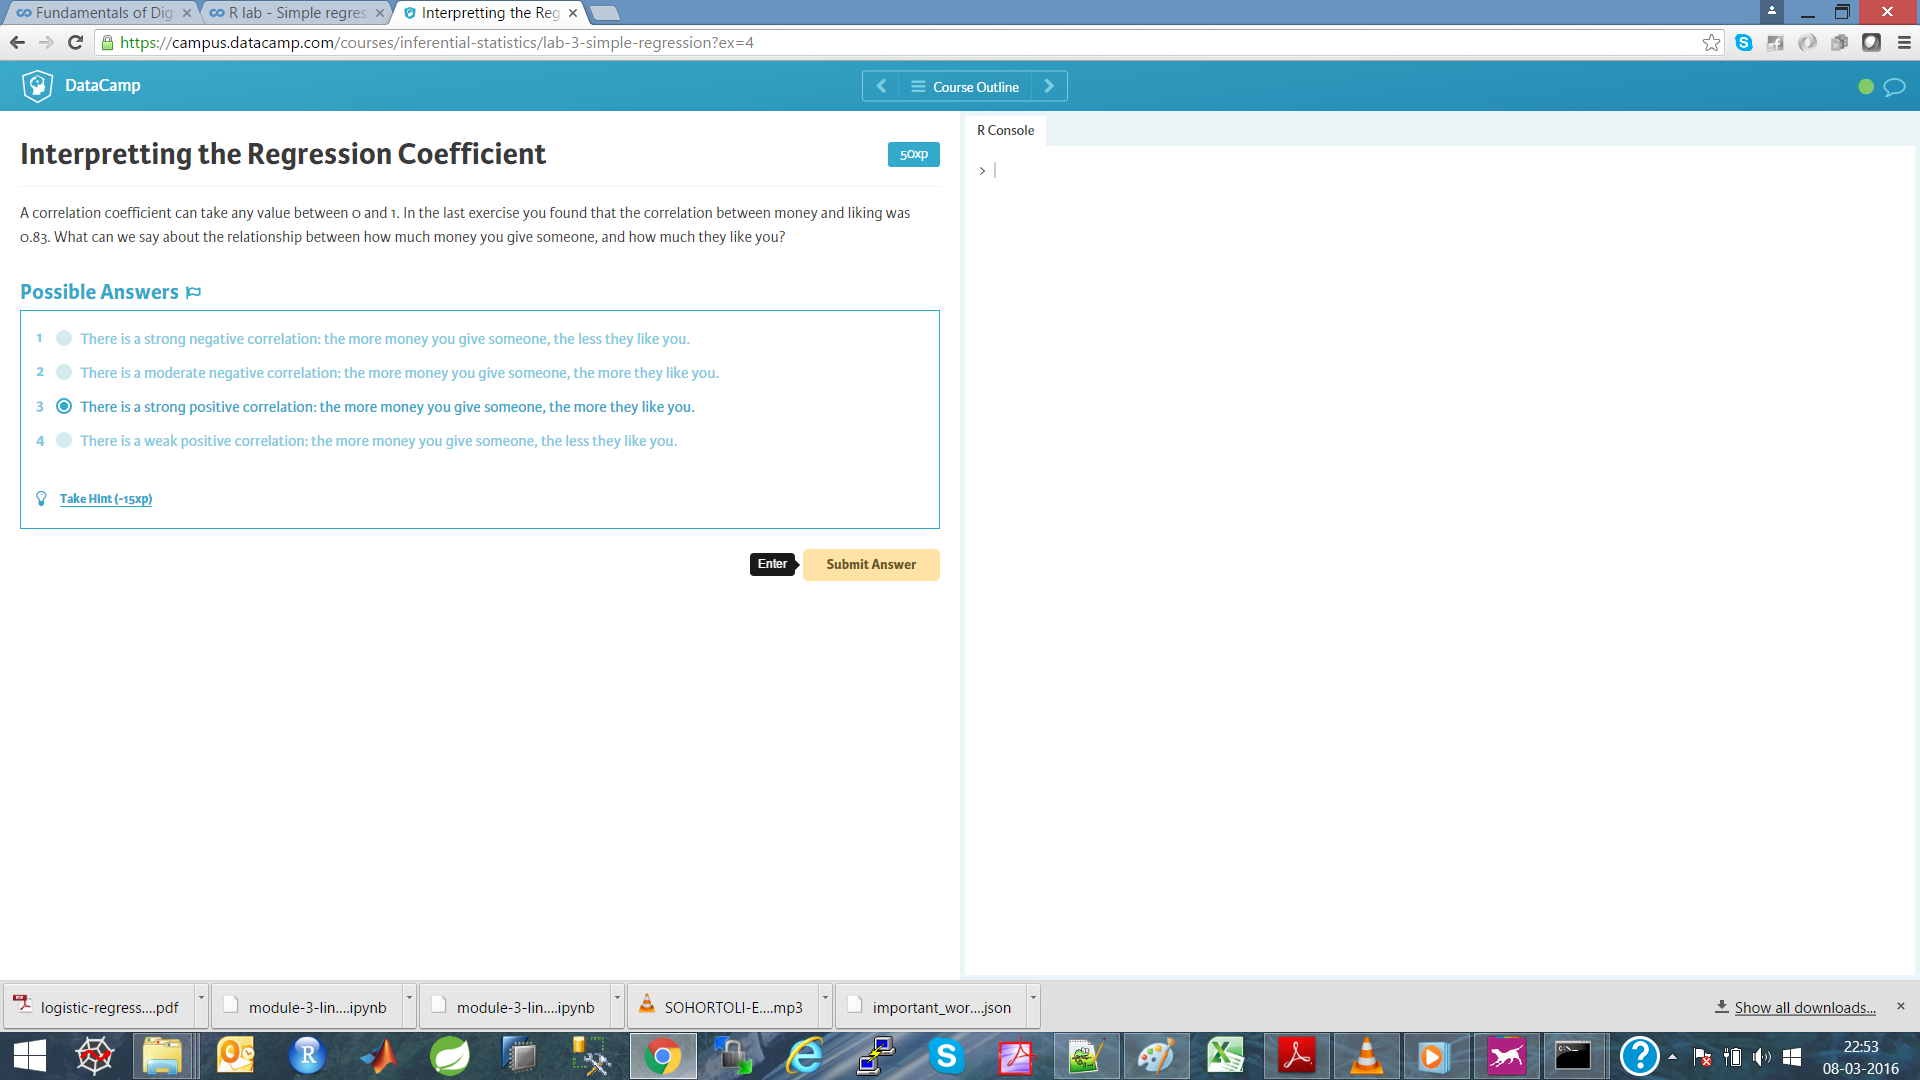 Fundamentals of Dig
R lab - Simple regres
Interpretting the Reg
https://campus.datacamp.com/courses/inferential-statistics/lab-3-simple-regression?ex=4
DataCamp
Course Outline
Interpretting the Regression Coefficient
50xp
A correlation coefficient can take any value between 0 and 1. In the last exercise you found that the correlation between money and liking was
0.83. What can we say about the relationship between how much money you give someone, and how much they like you?
Possible Answers
1 There is a strong negative correlation: the more money you give someone, the less they like you.
2 There is a moderate negative correlation: the more money you give someone, the more they like you.
3 There is a strong positive correlation: the more money you give someone, the more they like you.
4 There is a weak positive correlation: the more money you give someone, the less they like you.
Take Hint (-15xp)
Enter
Submit Answer
R Console
>
logistic-regress....pdf
module-3-lin....ipynb
module-3-lin....ipynb
SOHORTOLI-E....mp3
important_wor....json
Show all downloads...
22:53
08-03-2016